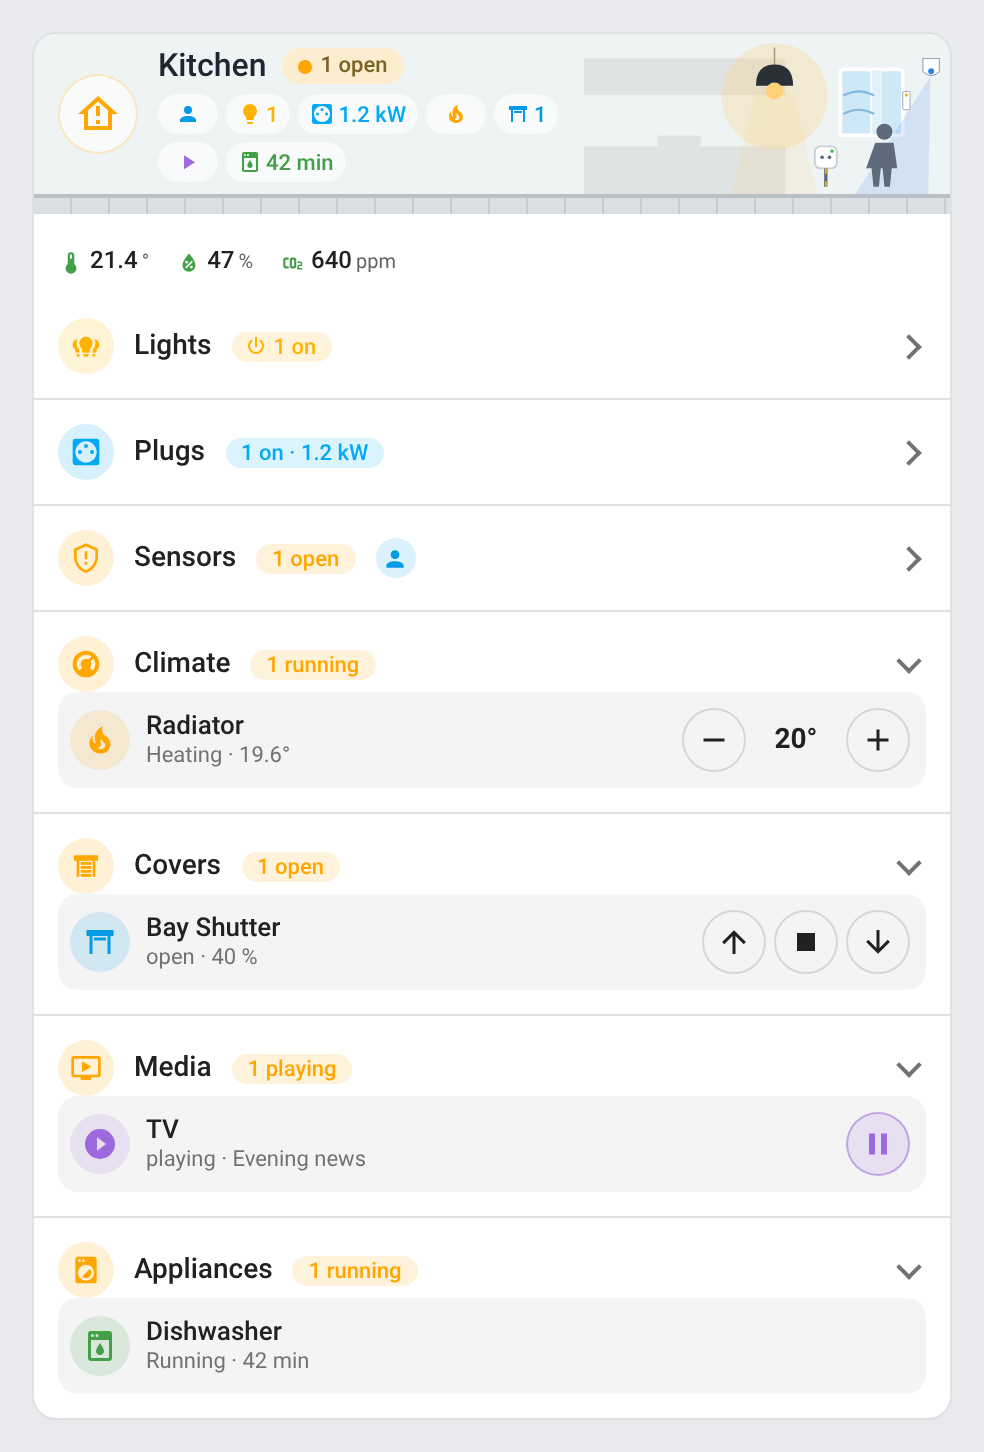 Kitchen
1 open
1
1.2 kW
1
42 min
21.4 °
47 %
CO₂ 640 ppm
Lights
1 on
Plugs
1 on · 1.2 kW
Sensors
1 open
Climate
1 running
Radiator
Heating · 19.6°
20°
Covers
1 open
Bay Shutter
open · 40 %
Media
1 playing
TV
playing · Evening news
Appliances
1 running
Dishwasher
Running · 42 min